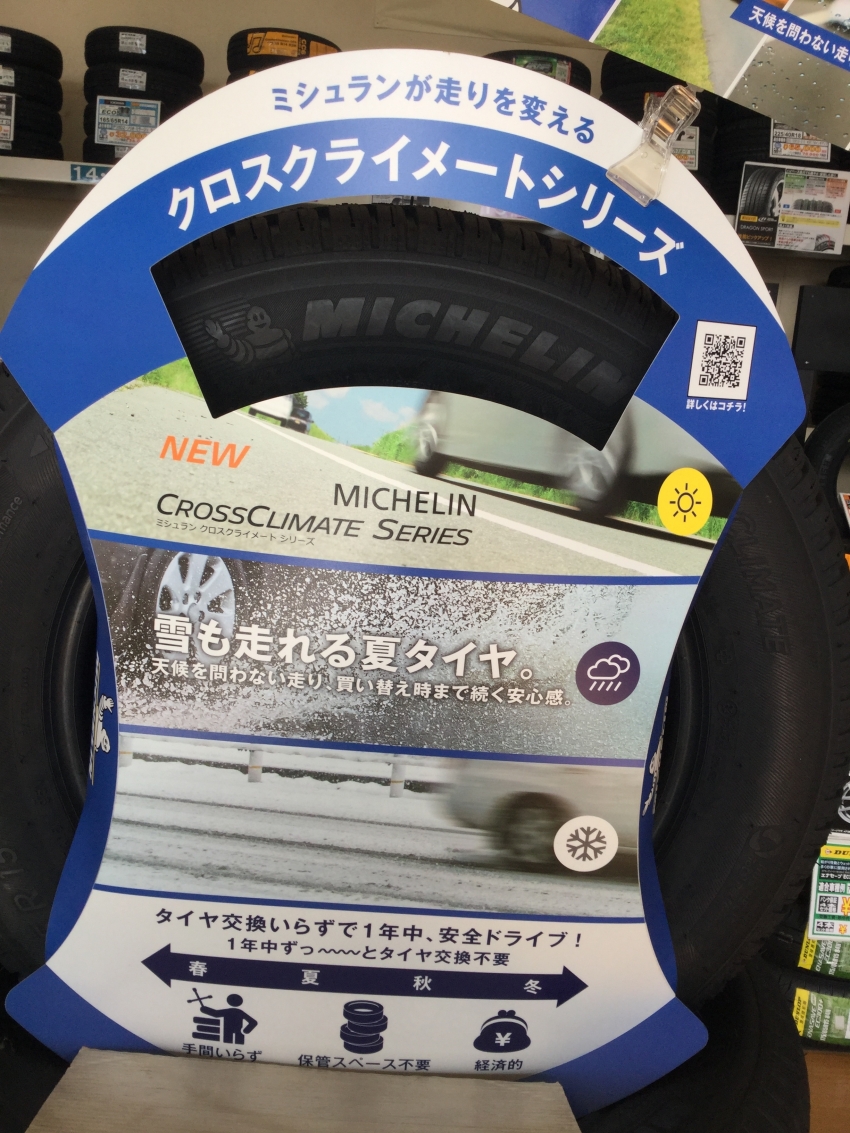 天候を問わない走
ミシュランが走りを変える
クロスクライメートシリーズ
MICHELIN
詳しくはコチラ!
NEW
MICHELIN
CROSSCLIMATE SERIES
ミシュラン クロスクライメート シリーズ
雪も走れる夏タイヤ。
天候を問わない走り、買い替え時まで続く安心感。
タイヤ交換いらずで1年中、安全ドライブ!
1年中ずっ〜〜〜〜とタイヤ交換不要
春 夏 秋 冬
¥
手間いらず 保管スペース不要 経済的
14
165/55R14
R15